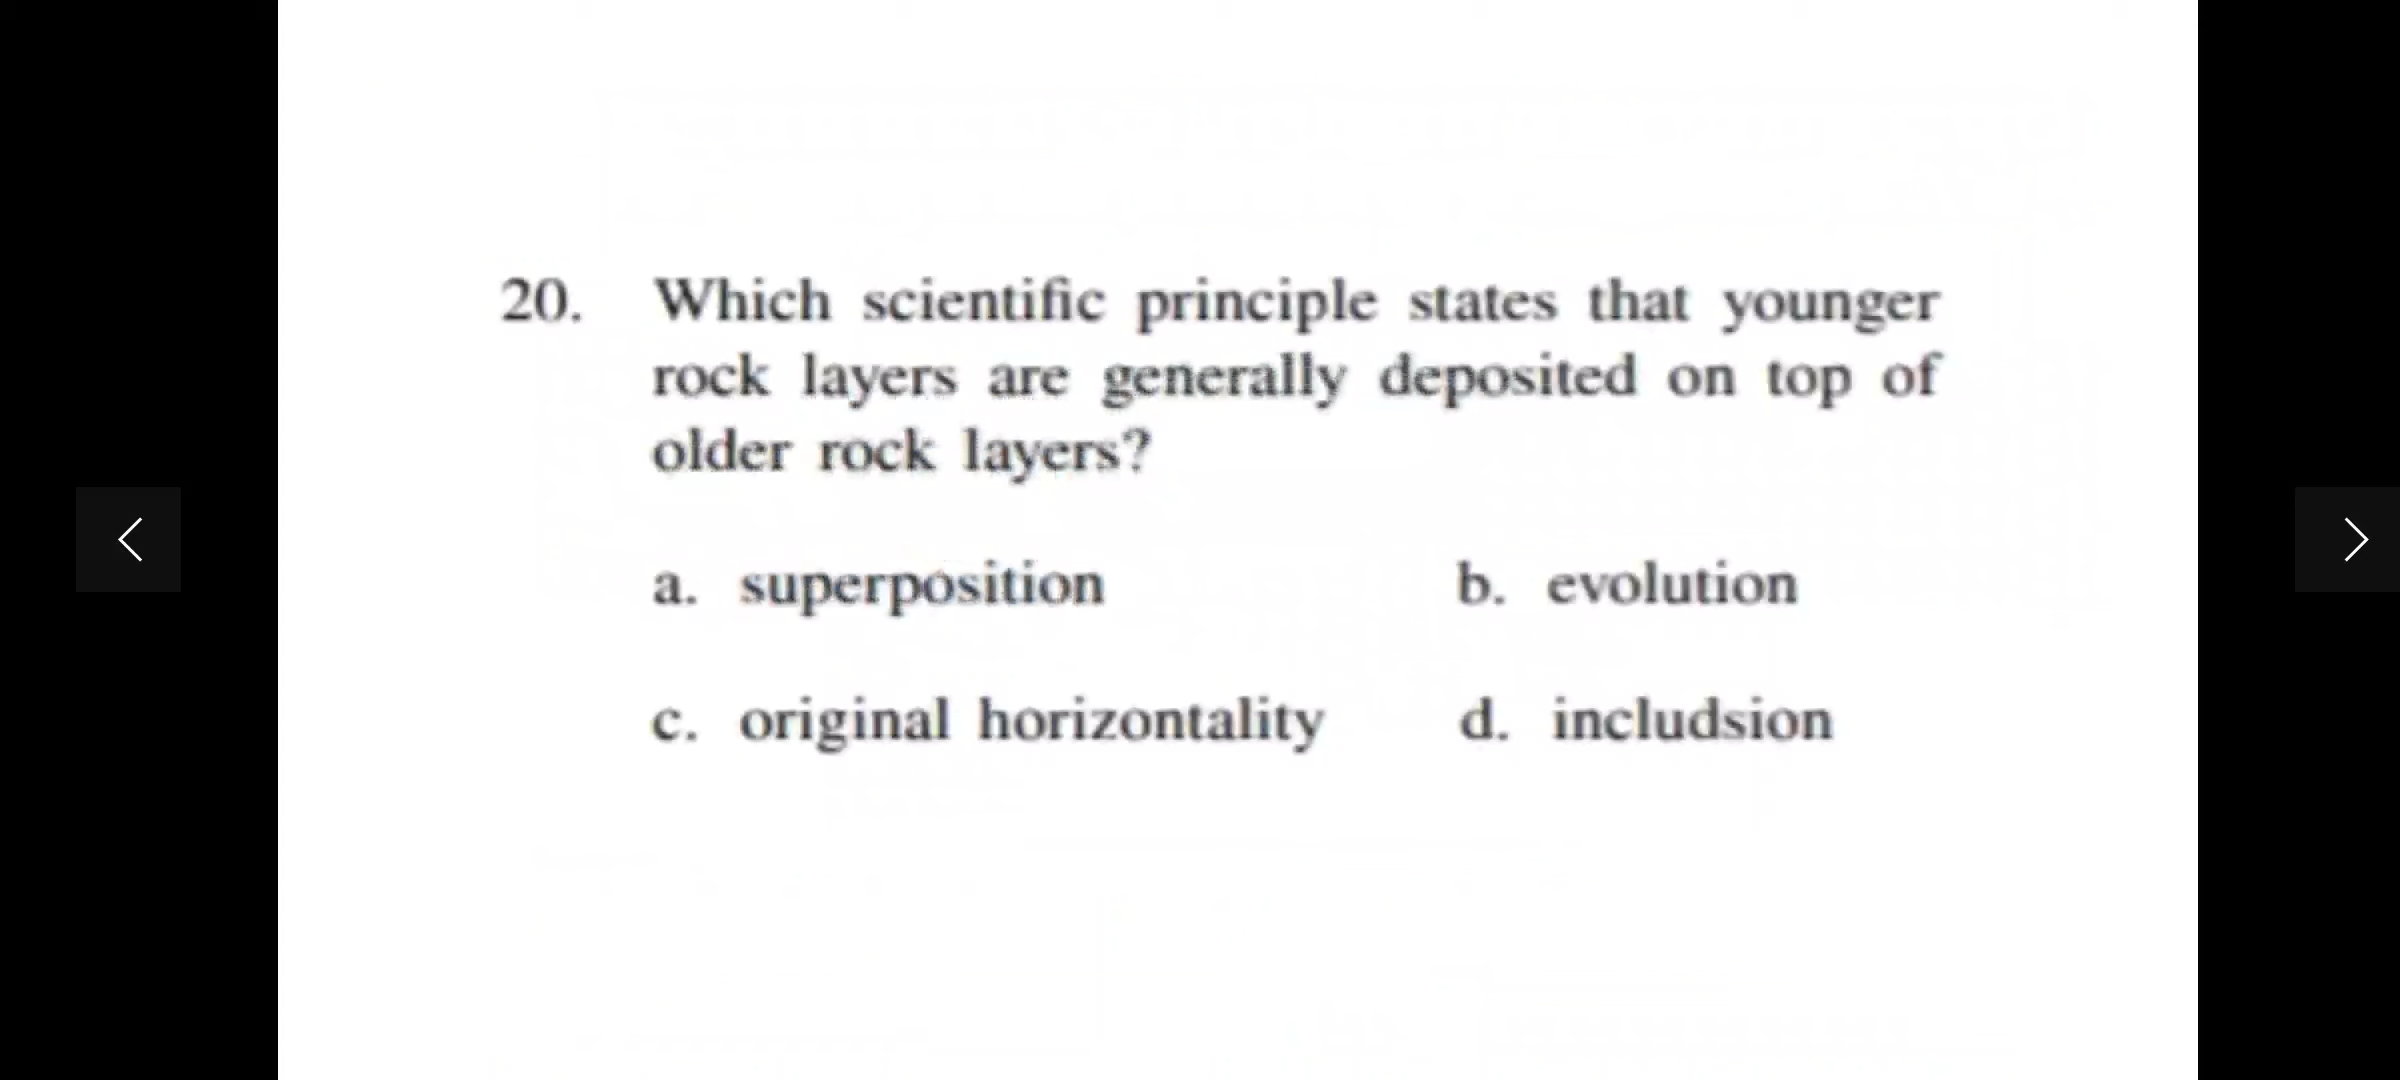 20. Which scientific principle states that younger
rock layers are generally deposited on top of
older rock layers?
a. superposition b. evolution
c. original horizontality d. includsion